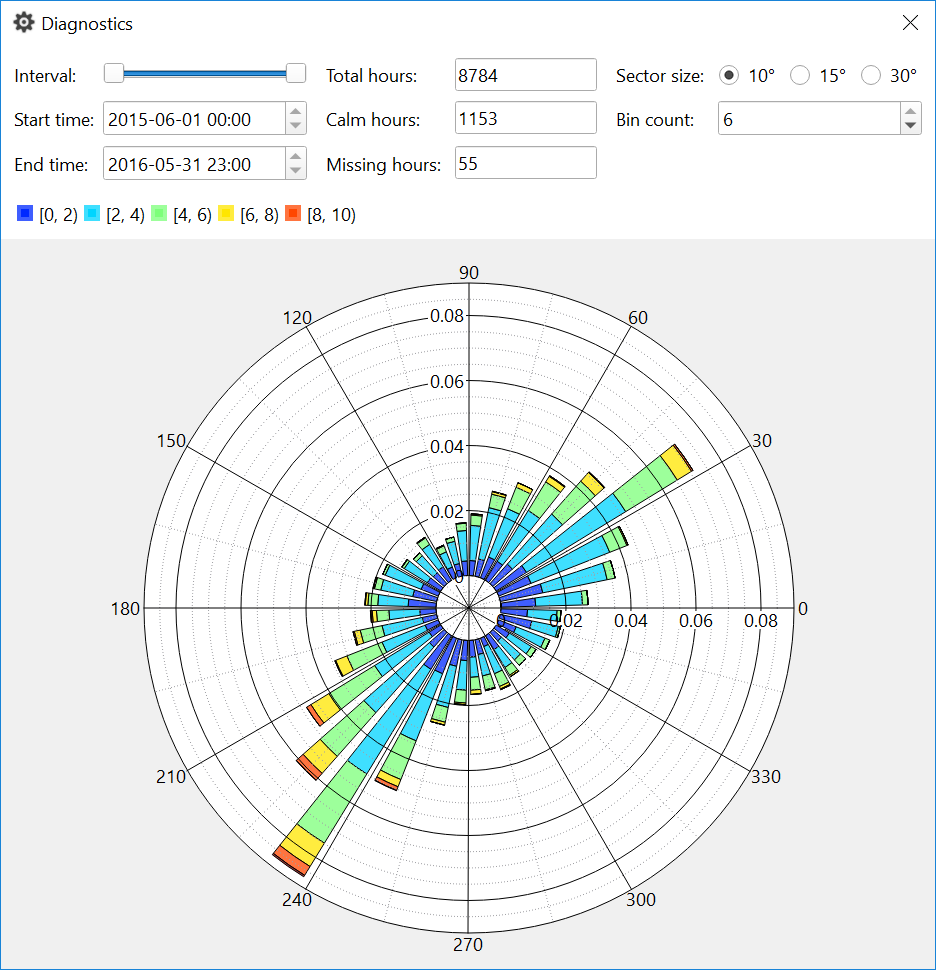 Diagnostics
Interval: Total hours: 8784 Sector size: 10° 15° 30°
Start time: 2015-06-01 00:00 Calm hours: 1153 Bin count: 6
End time: 2016-05-31 23:00 Missing hours: 55
[0, 2) [2, 4) [4, 6) [6, 8) [8, 10)
90
120 0.08 60
0.06
150 0.04 30
0.02
0
180 0 0.02 0.04 0.06 0.08 0
210 330
240 300
270